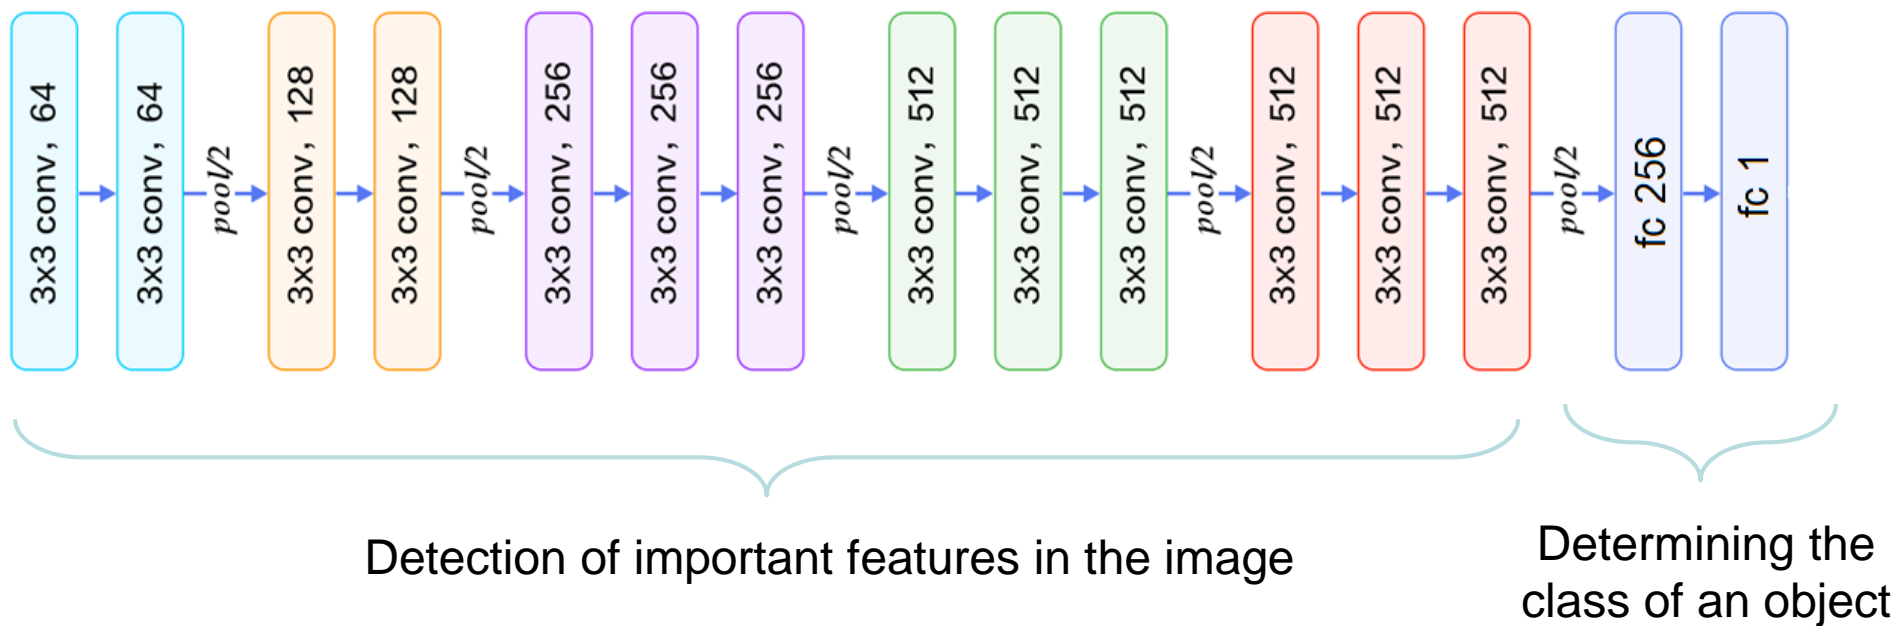 3x3 conv, 64
3x3 conv, 64
pool/2
3x3 conv, 128
3x3 conv, 128
pool/2
3x3 conv, 256
3x3 conv, 256
3x3 conv, 256
pool/2
3x3 conv, 512
3x3 conv, 512
3x3 conv, 512
pool/2
3x3 conv, 512
3x3 conv, 512
3x3 conv, 512
pool/2
fc 256
fc 1
Detection of important features in the image
Determining the
class of an object